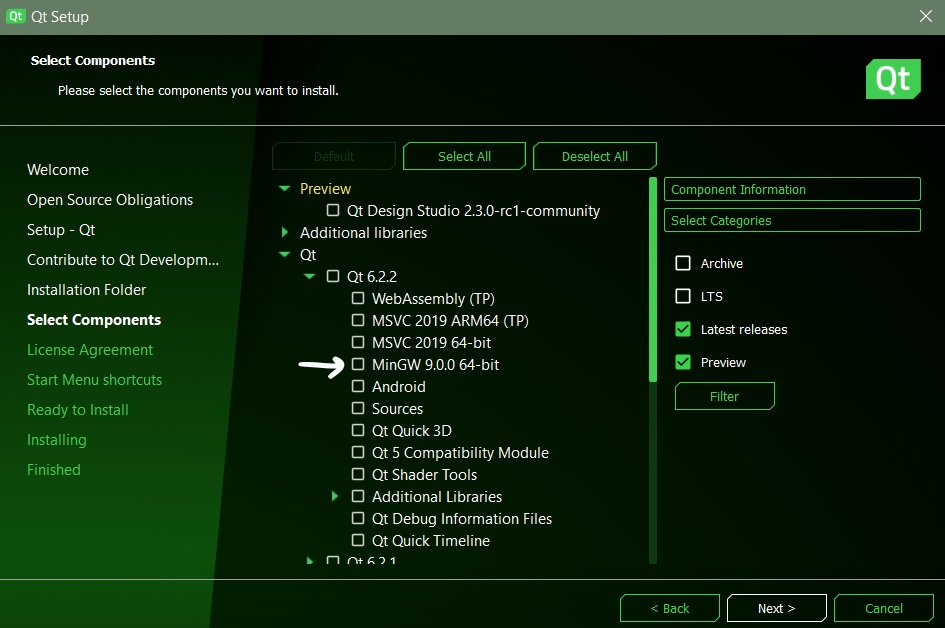 Qt Qt Setup
Select Components
Please select the components you want to install.
Qt
Welcome
Open Source Obligations
Setup - Qt
Contribute to Qt Developm...
Installation Folder
Select Components
License Agreement
Start Menu shortcuts
Ready to Install
Installing
Finished
Default Select All Deselect All
Preview
Qt Design Studio 2.3.0-rc1-community
Additional libraries
Qt
Qt 6.2.2
WebAssembly (TP)
MSVC 2019 ARM64 (TP)
MSVC 2019 64-bit
MinGW 9.0.0 64-bit
Android
Sources
Qt Quick 3D
Qt 5 Compatibility Module
Qt Shader Tools
Additional Libraries
Qt Debug Information Files
Qt Quick Timeline
Qt 6.2.1
Component Information
Select Categories
Archive
LTS
Latest releases
Preview
Filter
< Back Next > Cancel